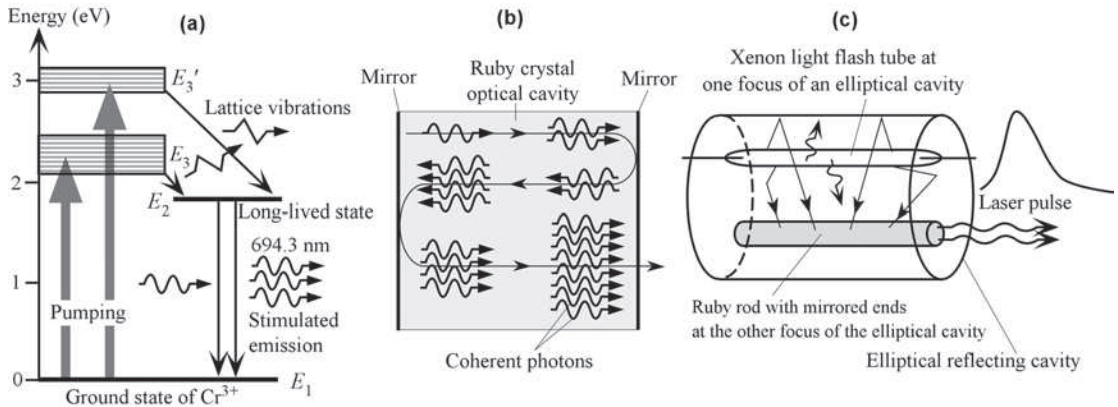 Energy (eV)
(a)
3
E3′
Lattice vibrations
E3
2
E2
Long-lived state
694.3 nm
1
Pumping
Stimulated
emission
0
E1
Ground state of Cr3+
(b)
Mirror
Ruby crystal
optical cavity
Mirror
Coherent photons
(c)
Xenon light flash tube at
one focus of an elliptical cavity
Laser pulse
Ruby rod with mirrored ends
at the other focus of the elliptical cavity
Elliptical reflecting cavity